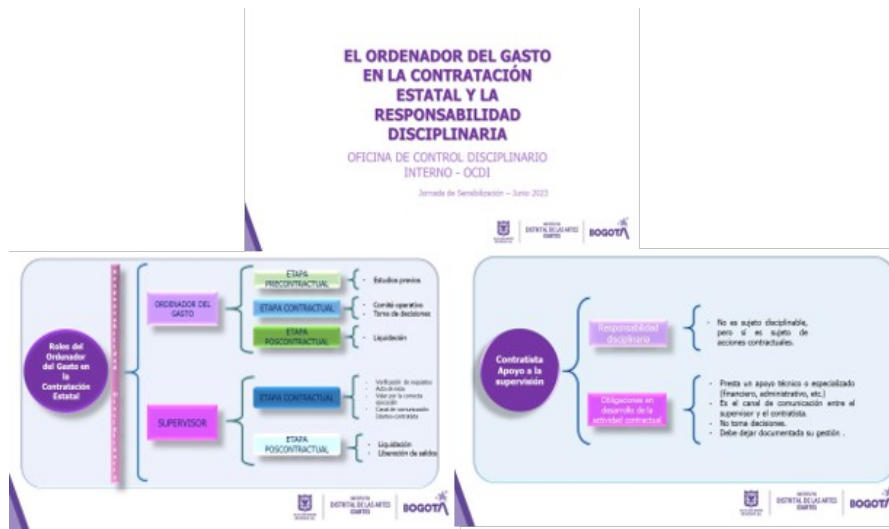 EL ORDENADOR DEL GASTO
EN LA CONTRATACIÓN
ESTATAL Y LA
RESPONSABILIDAD
DISCIPLINARIA
OFICINA DE CONTROL DISCIPLINARIO
INTERNO - OCDI
Jornada de Sensibilización – Junio 2023
INSTITUTO
DISTRITAL DE LAS ARTES
IDARTES
BOGOTÁ
Roles del
Ordenador
del Gasto en
la
Contratación
Estatal
ORDENADOR DEL
GASTO
ETAPA
PRECONTRACTUAL
- Estudios previos
ETAPA CONTRACTUAL
- Comité operativo
- Toma de decisiones
ETAPA
POSCONTRACTUAL
- Liquidación
SUPERVISOR
ETAPA CONTRACTUAL
- Verificación de requisitos
- Acta de inicio
- Velar por la correcta
ejecución
- Canal de comunicación
ETAPA
POSCONTRACTUAL
- Liquidación
- Liberación de saldos
INSTITUTO
DISTRITAL DE LAS ARTES
IDARTES
BOGOTÁ
Contratista
Apoyo a la
supervisión
Responsabilidad
disciplinaria
- No es sujeto disciplinable,
pero sí es sujeto de
acciones contractuales.
Obligaciones en
desarrollo de la
actividad contractual
- Presta un apoyo técnico o especializado
(financiero, administrativo, etc.)
- Es el canal de comunicación entre el
supervisor y el contratista.
- No toma decisiones.
- Debe dejar documentada su gestión .
INSTITUTO
DISTRITAL DE LAS ARTES
IDARTES
BOGOTÁ